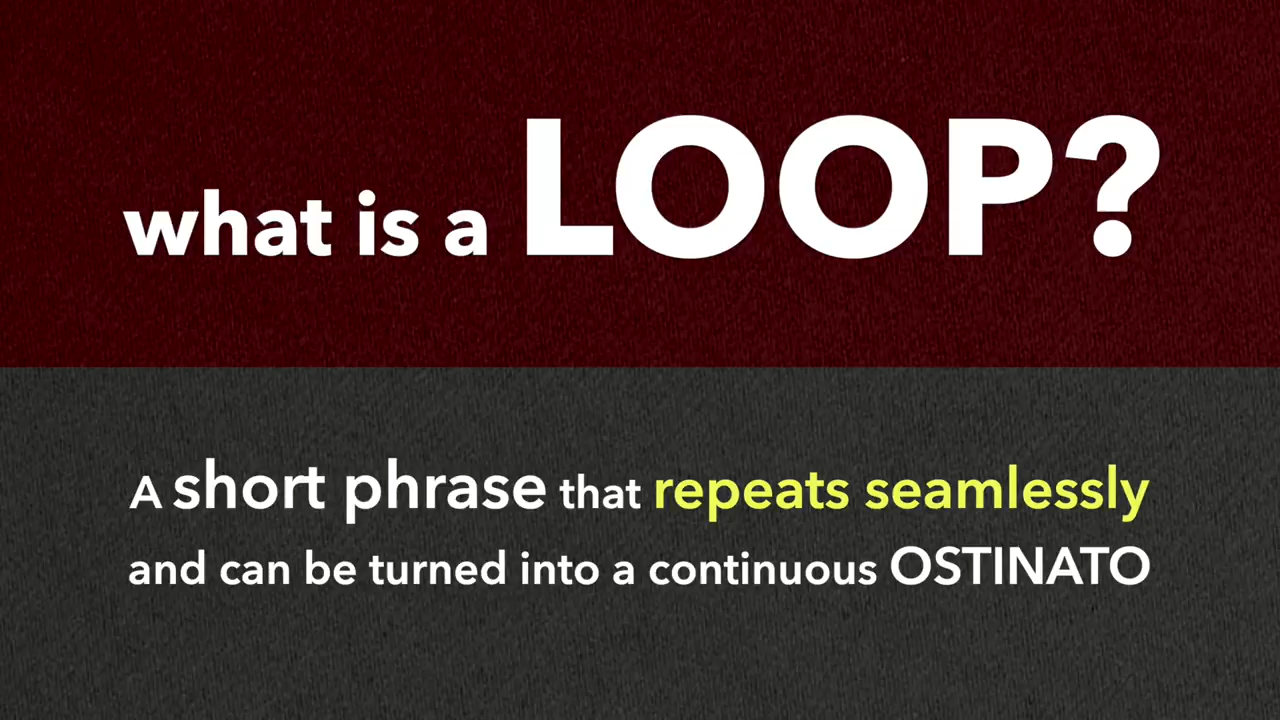 what is a LOOP?
A short phrase that repeats seamlessly
and can be turned into a continuous OSTINATO